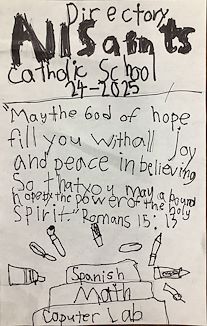 Directory
All Saints
Catholic School
24-2025
"May the God of hope
fill you with all joy
and peace in believing
So that you may abound
hope by the power of the holy
spirit." Romans 15:13
Spanish
Math
Coputer Lab